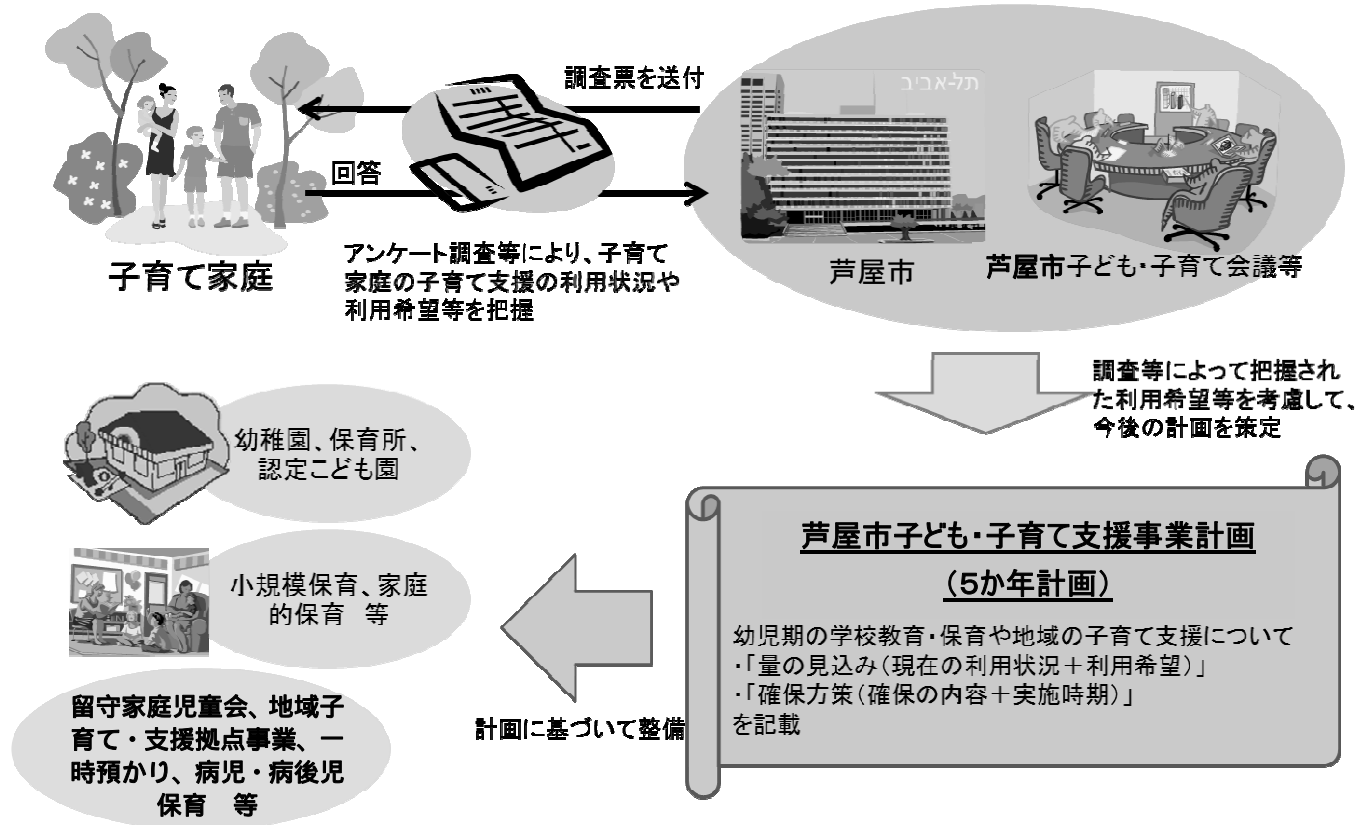 調査票を送付
回答
תל-אביב
子育て家庭
アンケート調査等により、子育て
家庭の子育て支援の利用状況や
利用希望等を把握
芦屋市
芦屋市子ども・子育て会議等
調査等によって把握され
た利用希望等を考慮して、
今後の計画を策定
芦屋市子ども・子育て支援事業計画
(5か年計画)
幼児期の学校教育・保育や地域の子育て支援について
・「量の見込み(現在の利用状況+利用希望)」
・「確保方策(確保の内容+実施時期)」
を記載
計画に基づいて整備
幼稚園、保育所、
認定こども園
小規模保育、家庭
的保育 等
留守家庭児童会、地域子
育て・支援拠点事業、一
時預かり、病児・病後児
保育 等